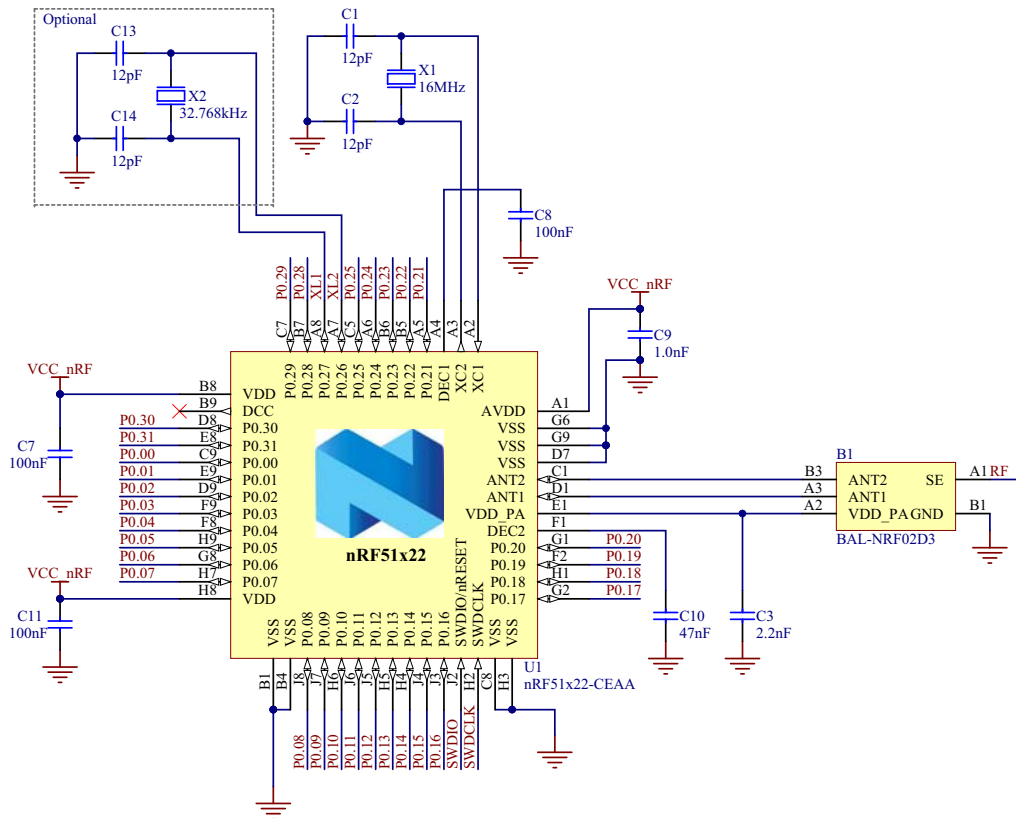 Optional
C13
12pF
X2
32.768kHz
C14
12pF
C1
12pF
X1
16MHz
C2
12pF
C8
100nF
P0.29
P0.28
XL1
XL2
P0.25
P0.24
P0.23
P0.22
P0.21
C7
B7
A8
A7
C5
A6
B6
B5
A5
A4
A3
A2
P0.29
P0.28
P0.27
P0.26
P0.25
P0.24
P0.23
P0.22
P0.21
DEC1
XC2
XC1
VCC_nRF
C9
1.0nF
VCC_nRF
C7
100nF
B8 VDD
B9 DCC
P0.30 D8 P0.30
P0.31 E8 P0.31
P0.00 C9 P0.00
P0.01 E9 P0.01
P0.02 D9 P0.02
P0.03 F9 P0.03
P0.04 F8 P0.04
P0.05 H9 P0.05
P0.06 G8 P0.06
P0.07 H7 P0.07
H8 VDD
VCC_nRF
C11
100nF
nRF51x22
AVDD A1
VSS G6
VSS G9
VSS D7
ANT2 C1
ANT1 D1
VDD_PA E1
DEC2 F1
P0.20 G1 P0.20
P0.19 F2 P0.19
P0.18 H1 P0.18
P0.17 G2 P0.17
B1
B3 ANT2 SE A1 RF
A3 ANT1
A2 VDD_PA GND B1
BAL-NRF02D3
C10
47nF
C3
2.2nF
VSS
VSS
P0.08
P0.09
P0.10
P0.11
P0.12
P0.13
P0.14
P0.15
P0.16
SWDIO/nRESET
SWDCLK
VSS
VSS
U1
nRF51x22-CEAA
B1
B4
J8
J7
H6
J6
J5
H5
H4
J4
J3
J2
H2
C8
H3
P0.08
P0.09
P0.10
P0.11
P0.12
P0.13
P0.14
P0.15
P0.16
SWDIO
SWDCLK